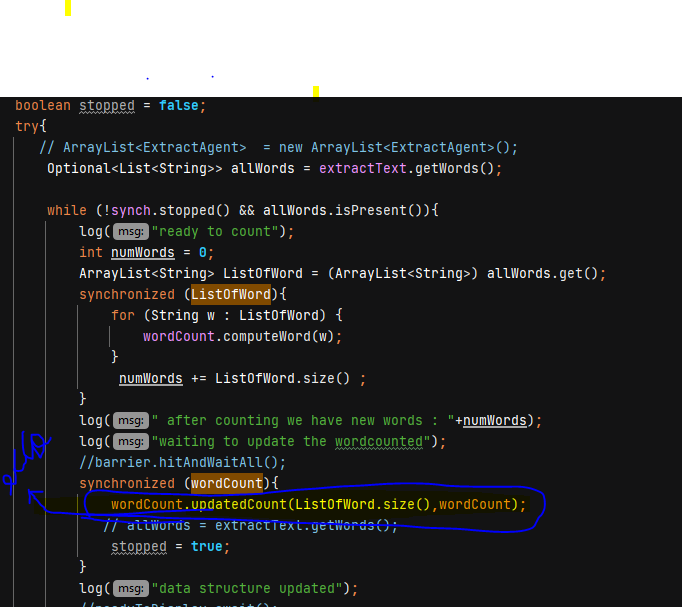 boolean stopped = false;
try{
// ArrayList<ExtractAgent>  = new ArrayList<ExtractAgent>();
Optional<List<String>> allWords = extractText.getWords();
while (!synch.stopped() && allWords.isPresent()){
log( msg: "ready to count");
int numWords = 0;
ArrayList<String> ListOfWord = (ArrayList<String>) allWords.get();
synchronized (ListOfWord){
for (String w : ListOfWord) {
wordCount.computeWord(w);
}
numWords += ListOfWord.size() ;
}
log( msg: " after counting we have new words : "+numWords);
log( msg: "waiting to update the wordcounted");
//barrier.hitAndWaitAll();
synchronized (wordCount){
wordCount.updatedCount(ListOfWord.size(),wordCount);
// allWords = extractText.getWords();
stopped = true;
}
log( msg: "data structure updated");